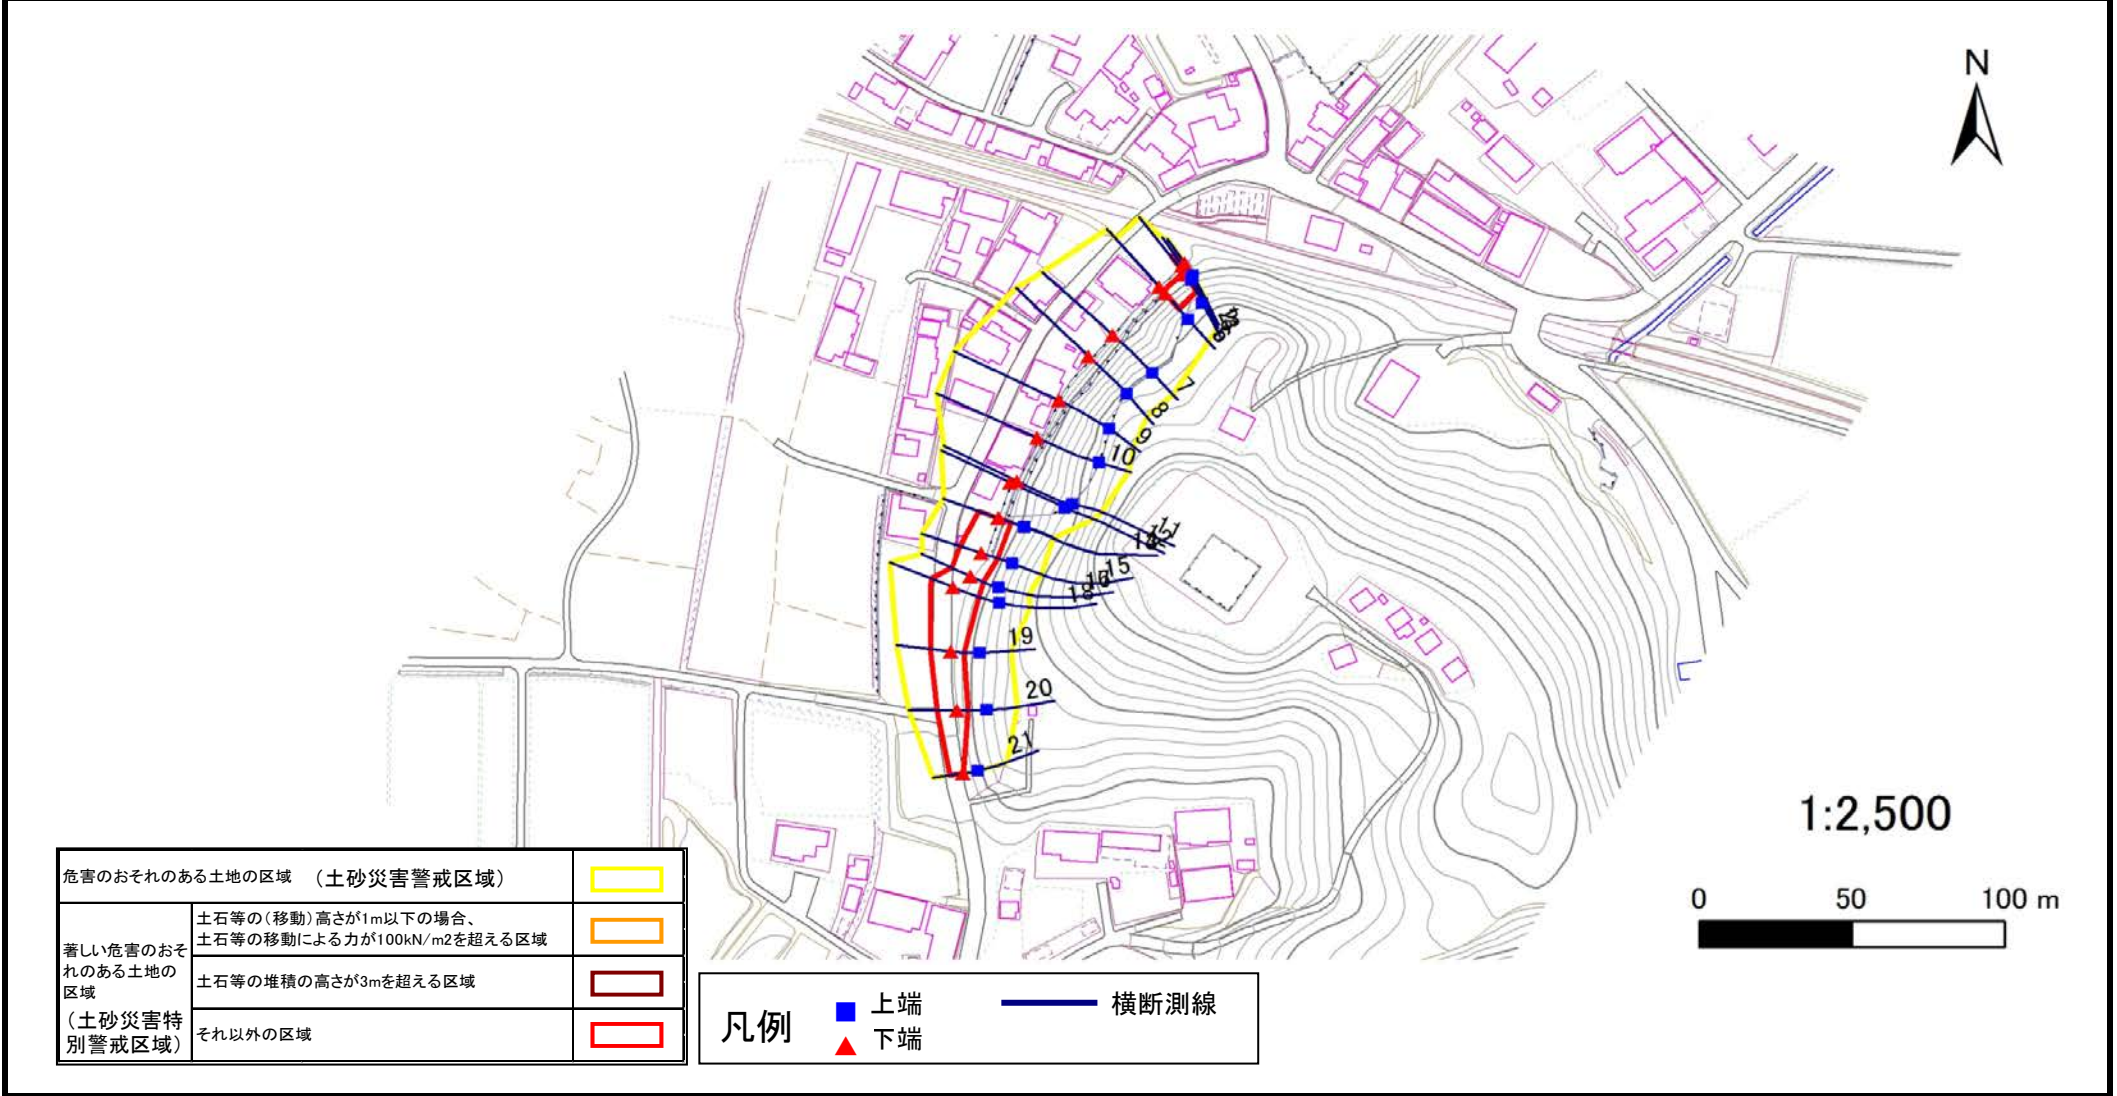 N
7
8
9
10
11
15
18
19
20
21
1:2,500
0 50 100 m
危害のおそれのある土地の区域 (土砂災害警戒区域)
著しい危害のおそ
れのある土地の
区域
(土砂災害特
別警戒区域)
土石等の(移動)高さが1m以下の場合、
土石等の移動による力が100kN/m2を超える区域
土石等の堆積の高さが3mを超える区域
それ以外の区域
凡例
上端
下端
横断測線